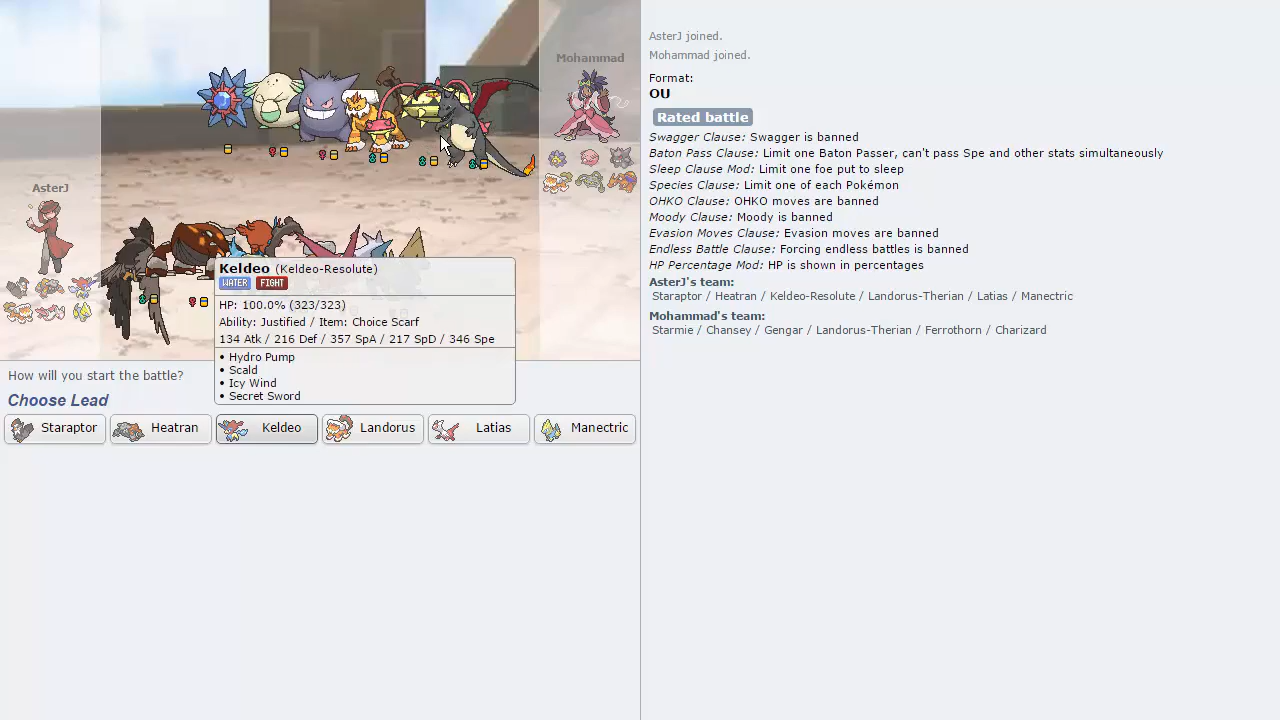 Mohammad
AsterJ
Keldeo (Keldeo-Resolute)
WATER FIGHT
HP: 100.0% (323/323)
Ability: Justified / Item: Choice Scarf
134 Atk / 216 Def / 357 SpA / 217 SpD / 346 Spe
• Hydro Pump
• Scald
• Icy Wind
• Secret Sword
How will you start the battle?
Choose Lead
Staraptor Heatran Keldeo Landorus Latias Manectric
AsterJ joined.
Mohammad joined.
Format:
OU
Rated battle
Swagger Clause: Swagger is banned
Baton Pass Clause: Limit one Baton Passer, can't pass Spe and other stats simultaneously
Sleep Clause Mod: Limit one foe put to sleep
Species Clause: Limit one of each Pokémon
OHKO Clause: OHKO moves are banned
Moody Clause: Moody is banned
Evasion Moves Clause: Evasion moves are banned
Endless Battle Clause: Forcing endless battles is banned
HP Percentage Mod: HP is shown in percentages
AsterJ's team:
Staraptor / Heatran / Keldeo-Resolute / Landorus-Therian / Latias / Manectric
Mohammad's team:
Starmie / Chansey / Gengar / Landorus-Therian / Ferrothorn / Charizard